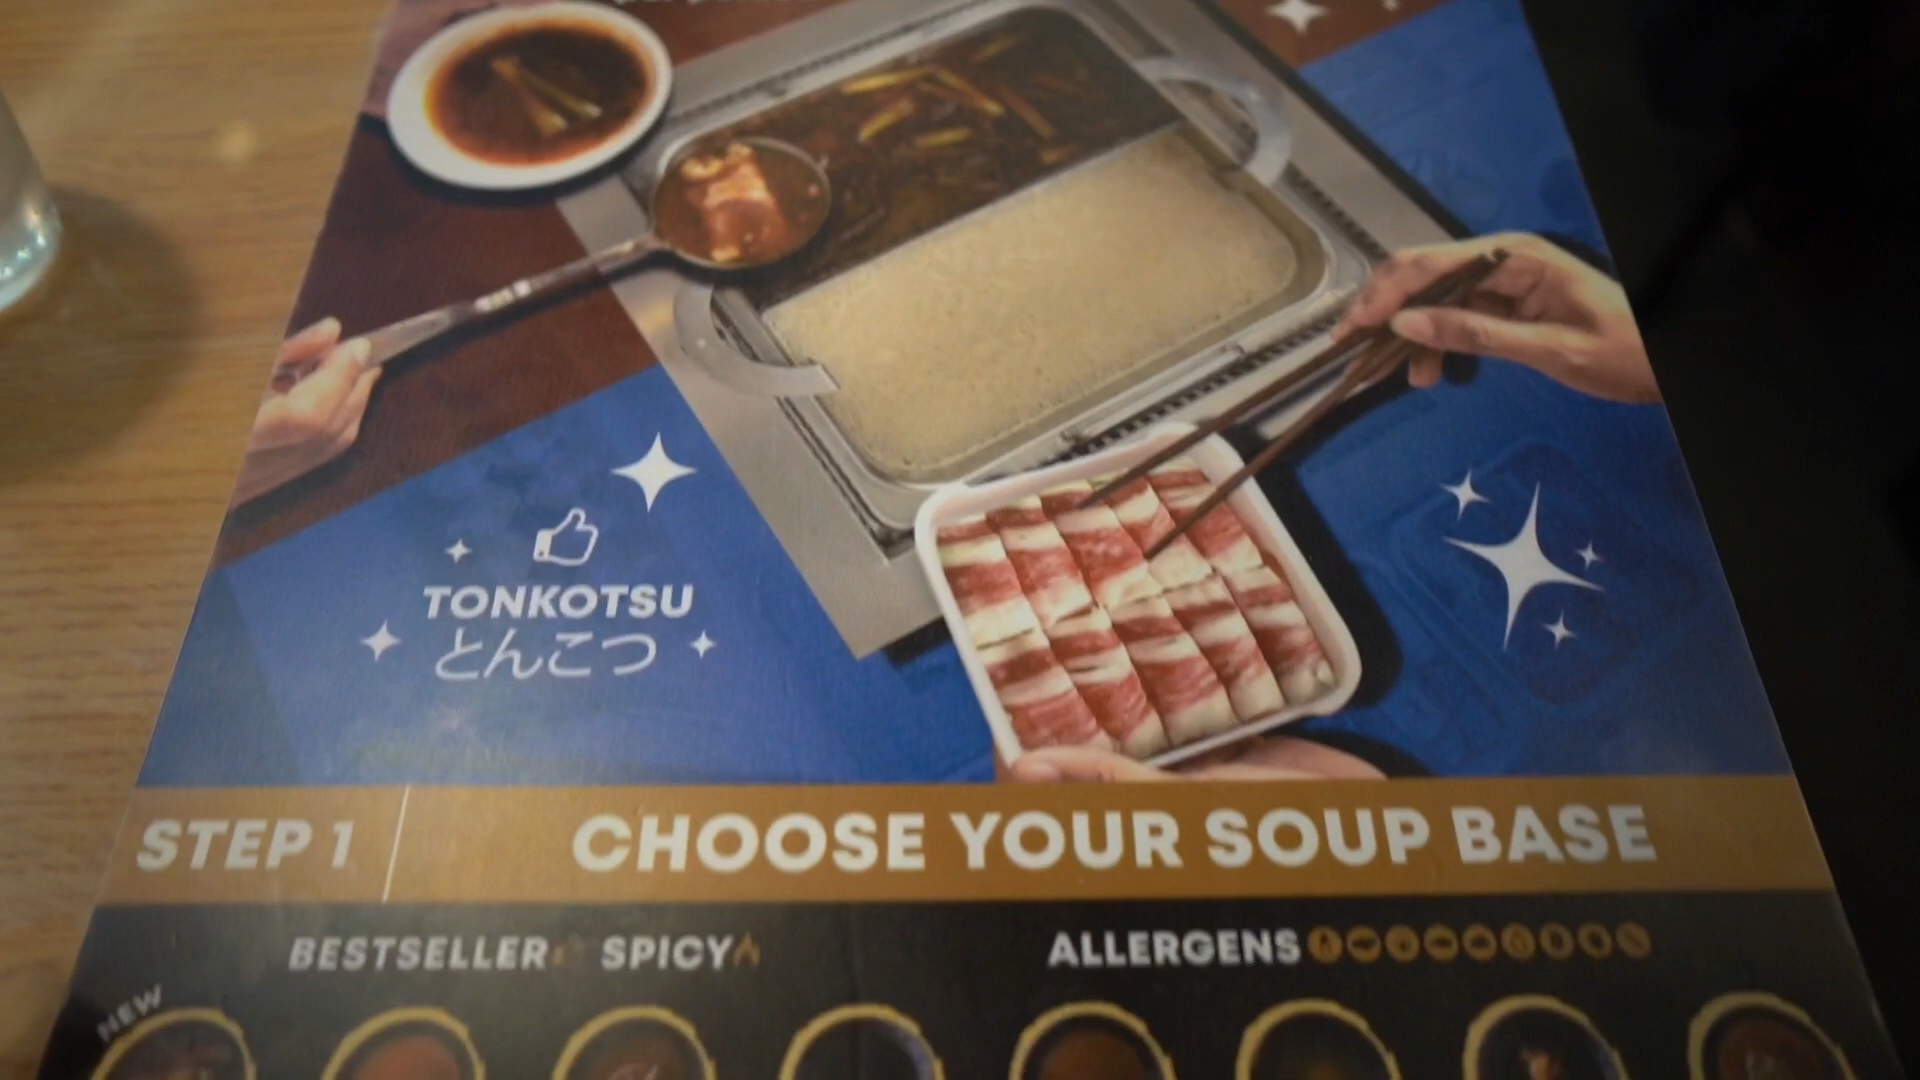 TONKOTSU
とんこつ
STEP 1
CHOOSE YOUR SOUP BASE
BESTSELLER SPICY
ALLERGENS
NEW